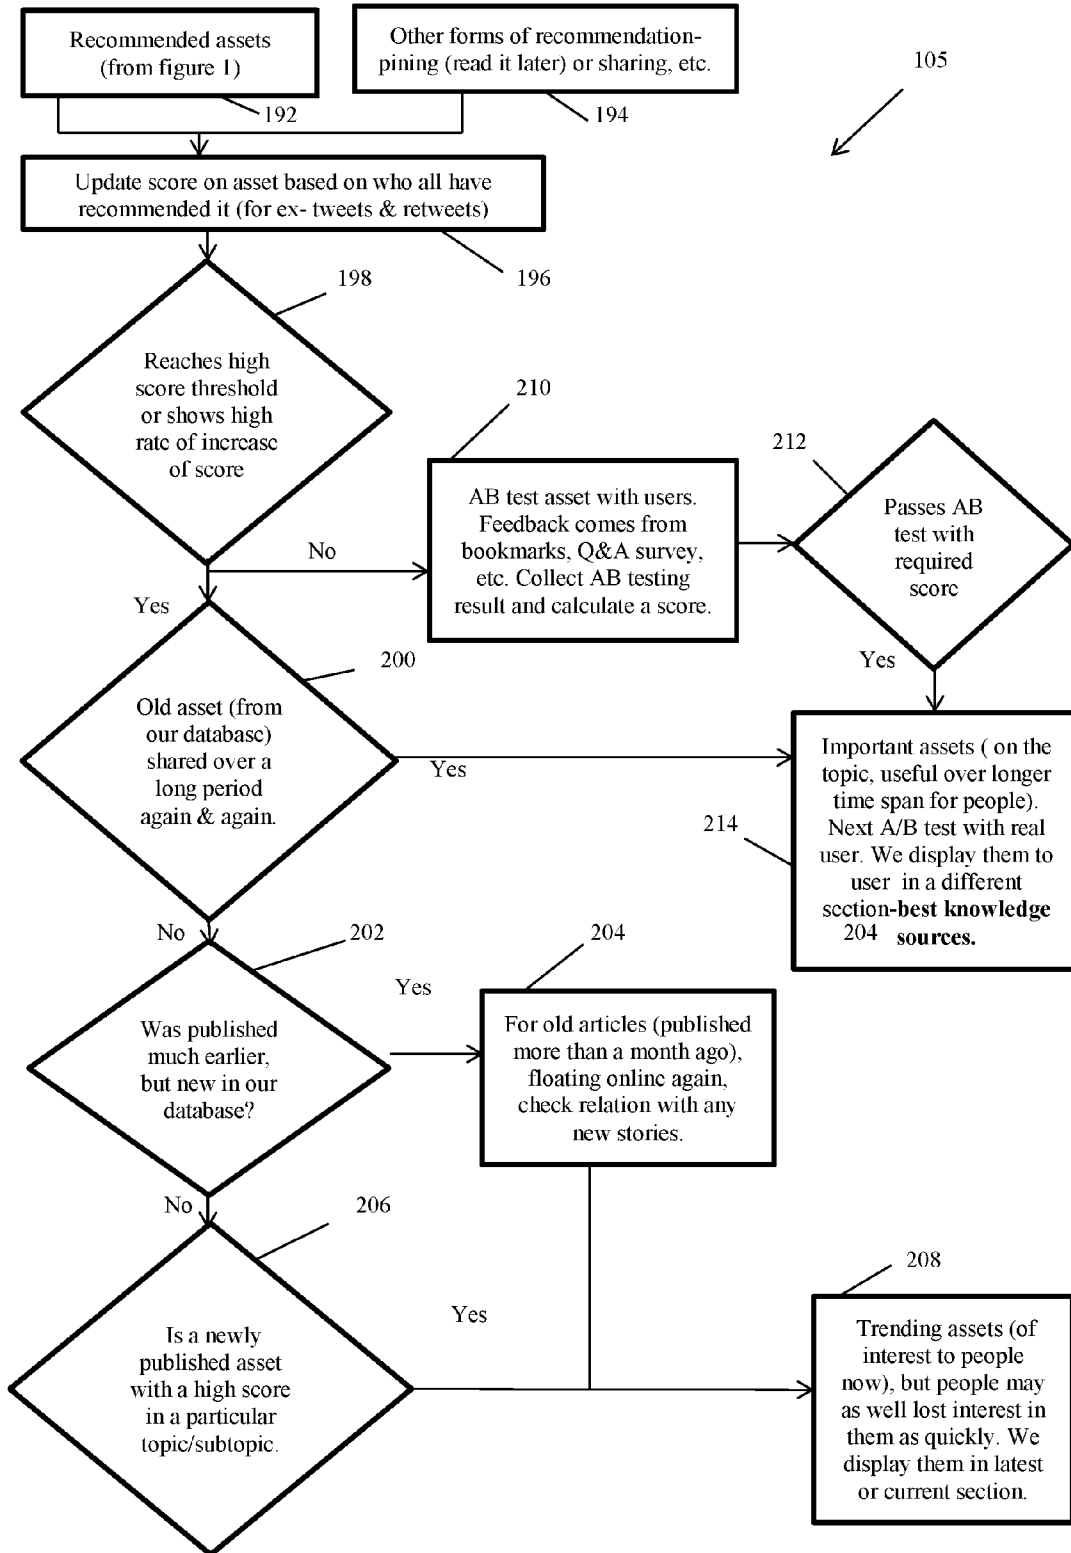 Recommended assets
(from figure 1)
Other forms of recommendation-
pining (read it later) or sharing, etc.
105
192
194
Update score on asset based on who all have
recommended it (for ex- tweets & retweets)
196
198
Reaches high
score threshold
or shows high
rate of increase
of score
210
212
AB test asset with users.
Feedback comes from
bookmarks, Q&A survey,
etc. Collect AB testing
result and calculate a score.
Passes AB
test with
required
score
No
Yes
200
Yes
Old asset (from
our database)
shared over a
long period
again & again.
Yes
Important assets ( on the
topic, useful over longer
time span for people).
Next A/B test with real
user. We display them to
user in a different
section-best knowledge
204 sources.
214
No
202
204
Yes
Was published
much earlier,
but new in our
database?
For old articles (published
more than a month ago),
floating online again,
check relation with any
new stories.
No
206
208
Yes
Is a newly
published asset
with a high score
in a particular
topic/subtopic.
Trending assets (of
interest to people
now), but people may
as well lost interest in
them as quickly. We
display them in latest
or current section.